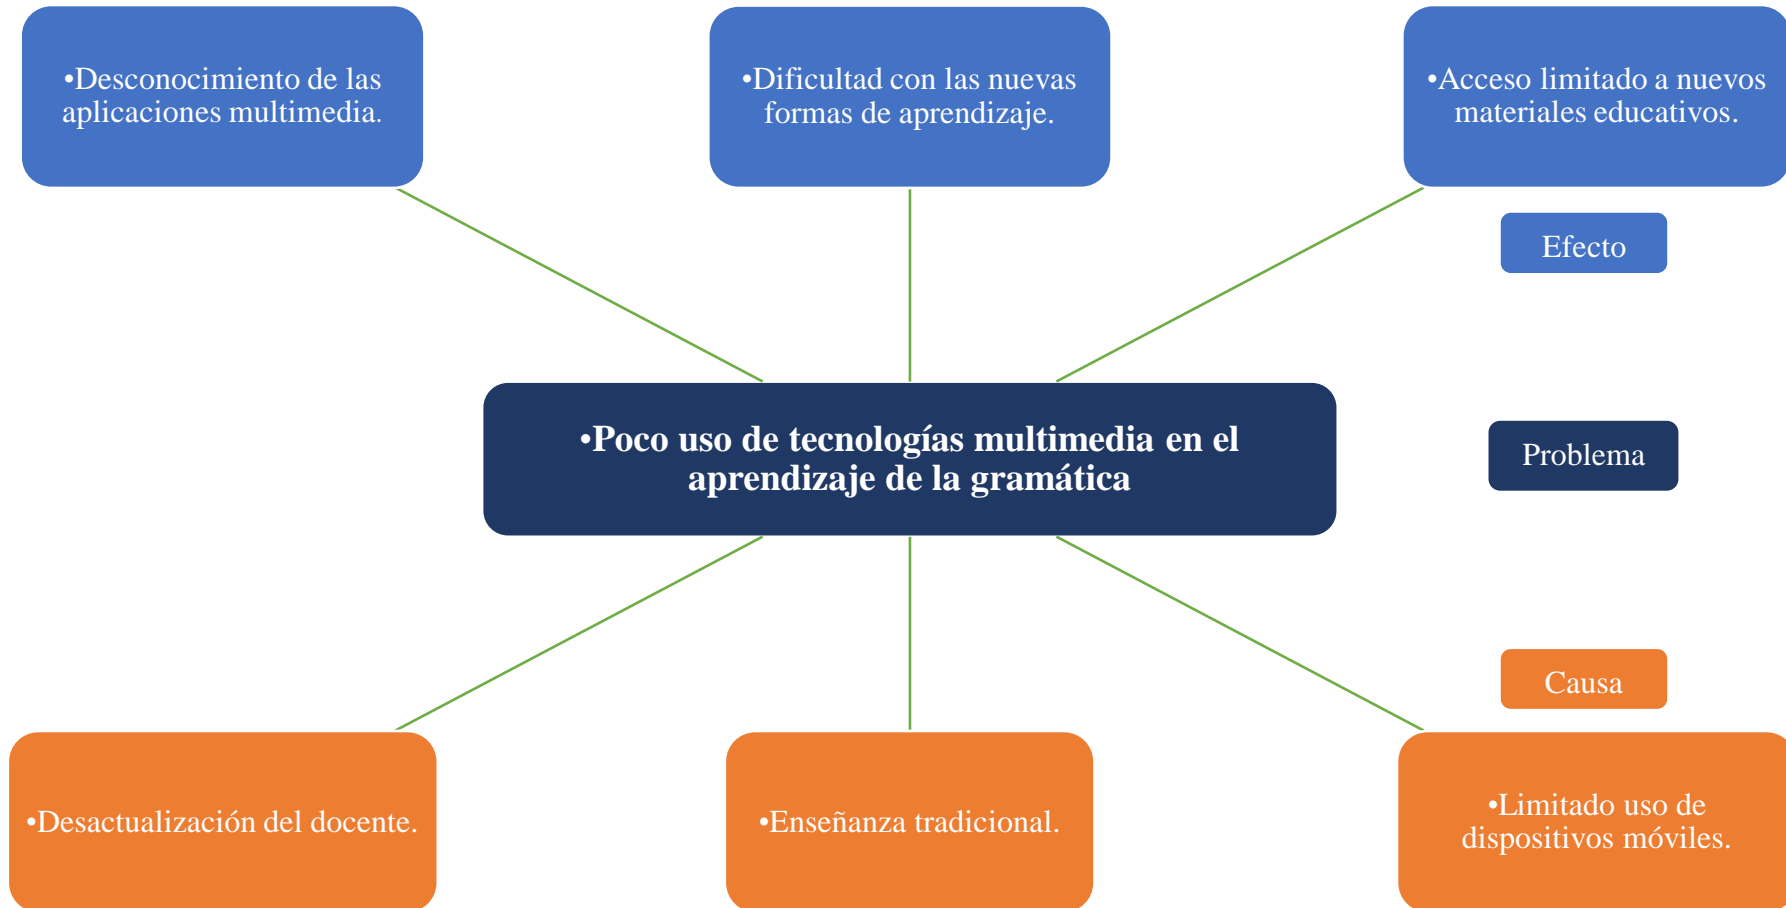 •Desconocimiento de las
aplicaciones multimedia.
•Dificultad con las nuevas
formas de aprendizaje.
•Acceso limitado a nuevos
materiales educativos.
Efecto
•Poco uso de tecnologías multimedia en el
aprendizaje de la gramática
Problema
Causa
•Desactualización del docente.
•Enseñanza tradicional.
•Limitado uso de
dispositivos móviles.